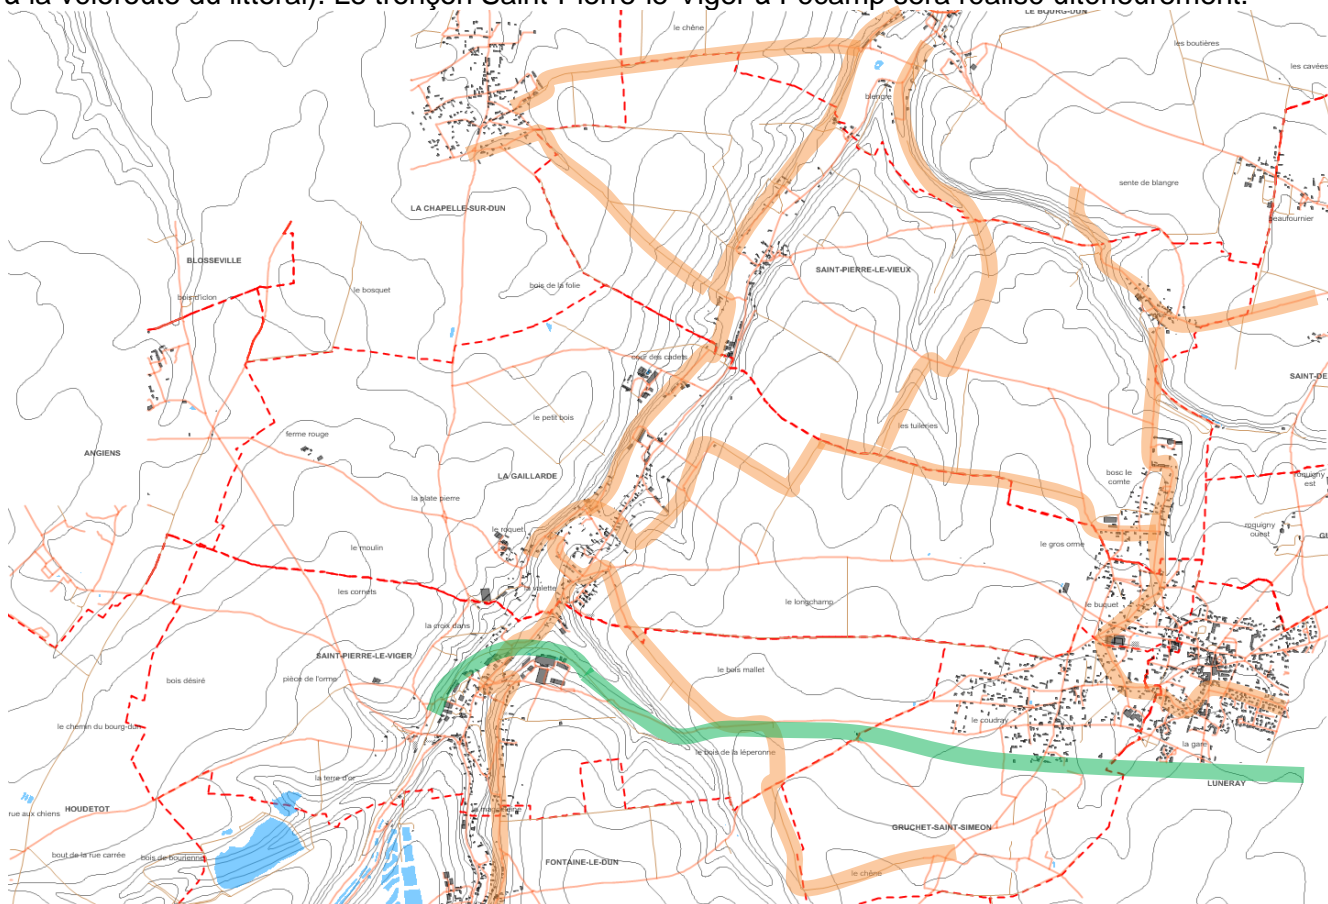 à la véloroute du littoral). Le tronçon Saint-Pierre-le-Viger à Fécamp sera réalisé ultérieurement.
LE BOURG-DUN
le chêne
les boutières
les cavées
blengre
sente de blangre
LA CHAPELLE-SUR-DUN
beaufournier
BLOSSEVILLE
SAINT-PIERRE-LE-VIEUX
bois de la folie
le bosquet
bois d'iclon
cour des cadets
SAINT-DE
le petit bois
les tuileries
ferme rouge
ANGIENS
LA GAILLARDE
bosc le
comte
roquigny
est
la plate pierre
le roquet
roquigny
ouest
le moulin
le gros orme
la valette
les cornets
le longchamp
le buquet
la croix dans
SAINT-PIERRE-LE-VIGER
le bois mallet
bois désiré
pièce de l'orme
le coudray
le chemin du bourg-dun
la gare
le bois de la léperonne
la terre d'or
LUNERAY
HOUDETOT
rue aux chiens
GRUCHET-SAINT-SIMEON
bout de la rue carrée
bois de bourienne
FONTAINE-LE-DUN
le chêne